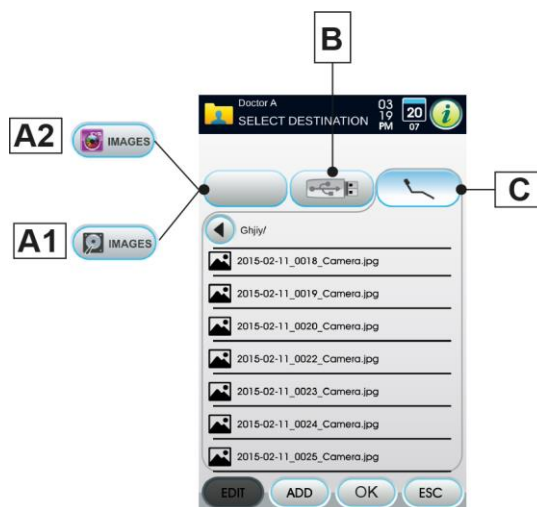 B
Doctor A
SELECT DESTINATION
03
19
PM
20
07
i
A2
IMAGES
C
A1
IMAGES
Ghjiy/
2015-02-11_0018_Camera.jpg
2015-02-11_0019_Camera.jpg
2015-02-11_0020_Camera.jpg
2015-02-11_0022_Camera.jpg
2015-02-11_0023_Camera.jpg
2015-02-11_0024_Camera.jpg
2015-02-11_0025_Camera.jpg
EDIT ADD OK ESC